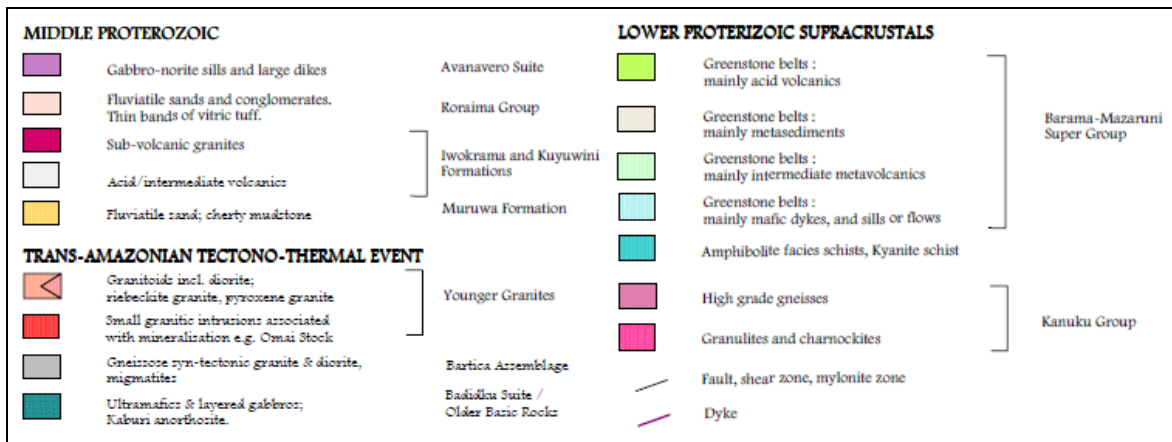 MIDDLE PROTEROZOIC
Gabbro-norite sills and large dikes
Avanavero Suite
Fluviatile sands and conglomerates.
Thin bands of vitric tuff.
Roraima Group
Sub-volcanic granites
Iwokrama and Kuyuwini
Formations
Acid/intermediate volcanics
Fluviatile sand; cherty mudstone
Muruwa Formation
TRANS-AMAZONIAN TECTONO-THERMAL EVENT
Granitoids incl. diorite;
riebeckite granite, pyroxene granite
Younger Granites
Small granitic intrusions associated
with mineralization e.g. Omai Stock
Gneissose syn-tectonic granite & diorite,
migmatites
Bartica Assemblage
Ultramafics & layered gabbros;
Kaburi anorthosite.
Badidku Suite /
Older Basic Rocks
LOWER PROTERIZOIC SUPRACRUSTALS
Greenstone belts :
mainly acid volcanics
Greenstone belts :
mainly metasediments
Barama-Mazaruni
Super Group
Greenstone belts :
mainly intermediate metavolcanics
Greenstone belts :
mainly mafic dykes, and sills or flows
Amphibolite facies schists, Kyanite schist
High grade gneisses
Kanuku Group
Granulites and charnockites
Fault, shear zone, mylonite zone
Dyke